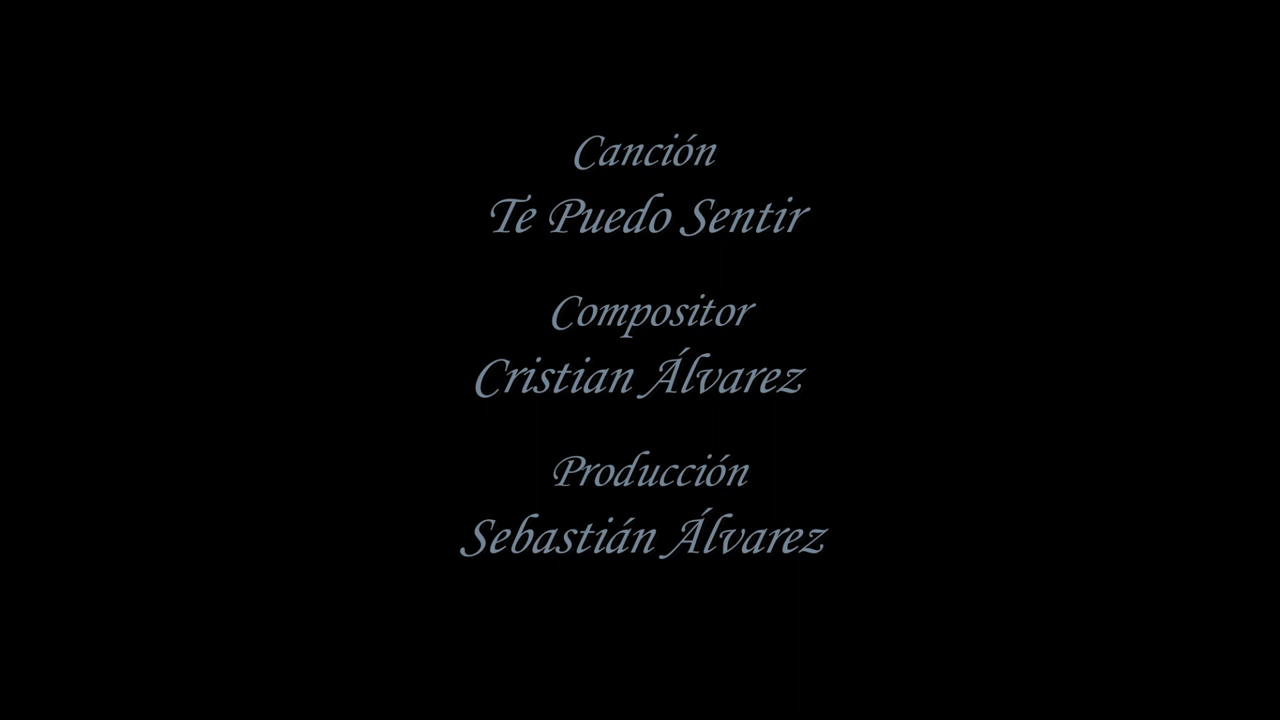 Canción
Te Puedo Sentir
Compositor
Cristian Álvarez
Producción
Sebastián Álvarez